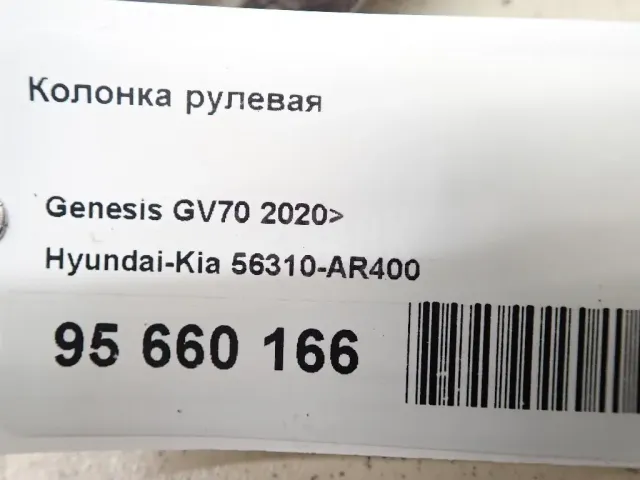 Колонка рулевая
Genesis GV70 2020>
Hyundai-Kia 56310-AR400
95 660 166